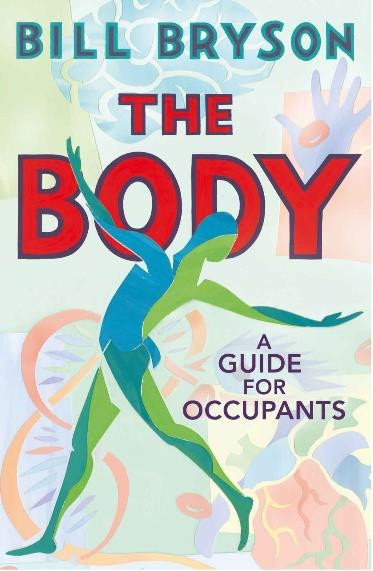 BILL BRYSON
THE
BODY
A
GUIDE
FOR
OCCUPANTS